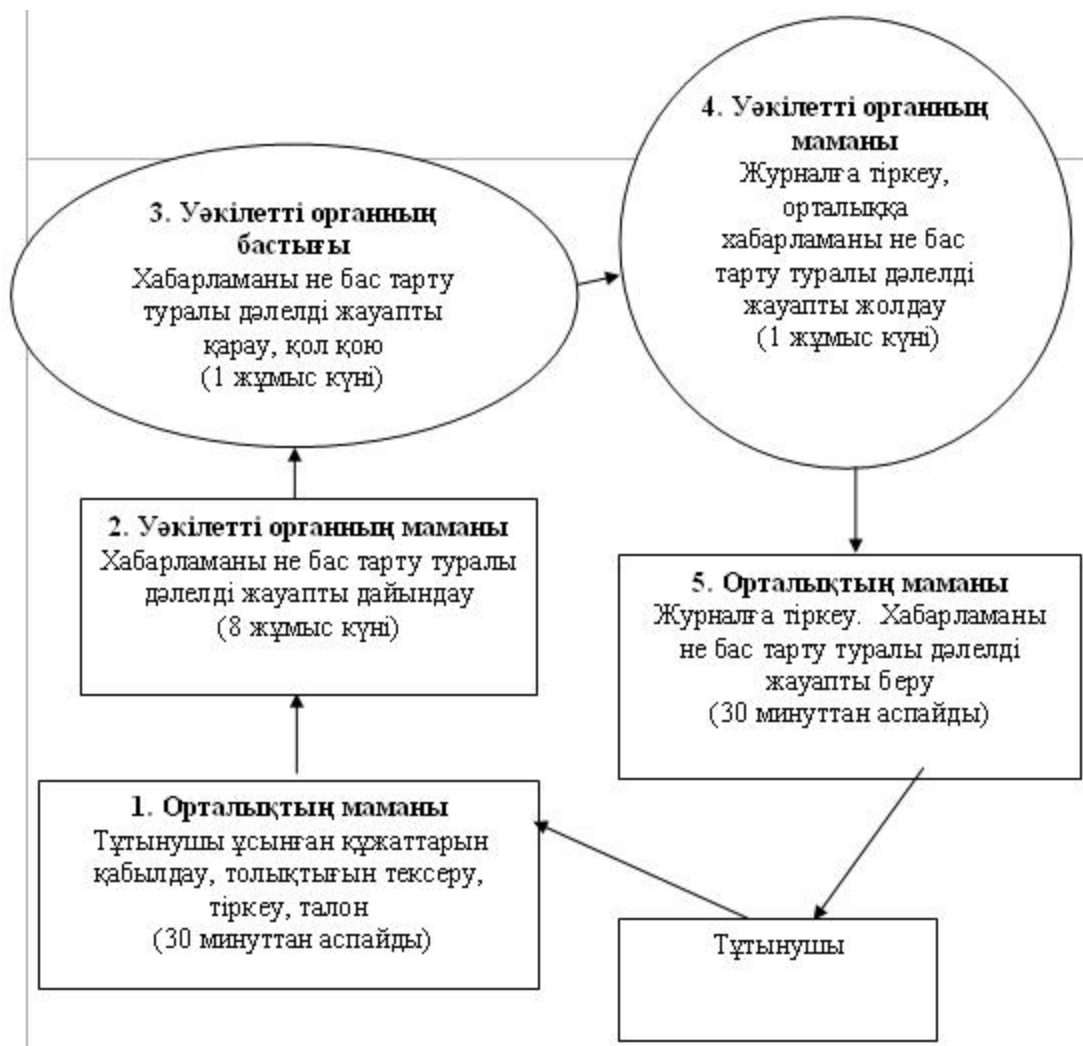 4. Уәкілетті органның
маманы
Журналға тіркеу,
орталыққа
хабарламаны не бас
тарту туралы дәлелді
жауапты жолдау
(1 жұмыс күні)
3. Уәкілетті органның
бастығы
Хабарламаны не бас тарту
туралы дәлелді жауапты
қарау, қол қою
(1 жұмыс күні)
2. Уәкілетті органның маманы
Хабарламаны не бас тарту туралы
дәлелді жауапты дайындау
(8 жұмыс күні)
5. Орталықтың маманы
Журналға тіркеу. Хабарламаны
не бас тарту туралы дәлелді
жауапты беру
(30 минуттан аспайды)
1. Орталықтың маманы
Тұтынушы ұсынған құжаттарын
қабылдау, толықтығын тексеру,
тіркеу, талон
(30 минуттан аспайды)
Тұтынушы